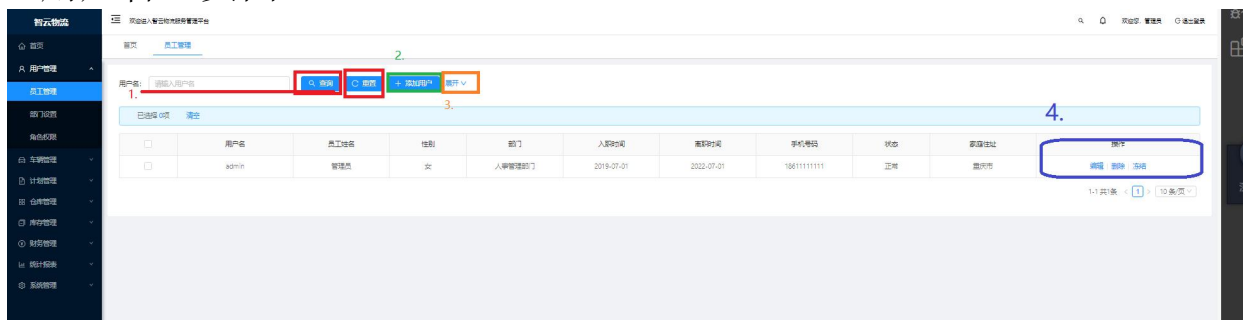 智云物流
欢迎进入智云物流服务管理平台
欢迎您，管理员 退出登录
首页
首页 员工管理
用户管理
员工管理
部门设置
角色权限
车辆管理
计划管理
仓库管理
库存管理
财务管理
统计报表
系统管理
2.
用户名： 请输入用户名 查询 重置 + 添加用户 展开
1.
3.
已选择 0项 清空
4.
用户名 员工姓名 性别 部门 入职时间 离职时间 手机号码 状态 家庭住址 操作
admin 管理员 女 人事管理部门 2019-07-01 2022-07-01 18611111111 正常 重庆市 编辑 删除 冻结
1-1 共1条 < 1 > 10 条/页